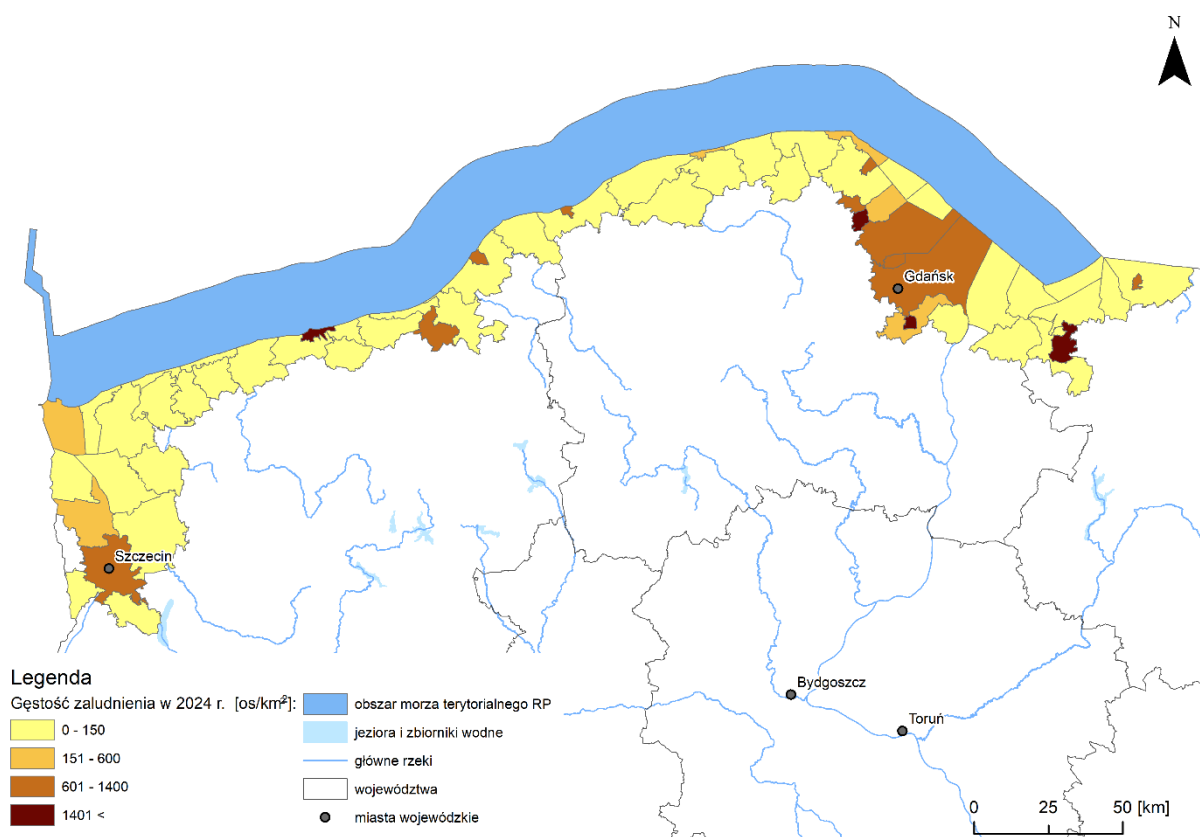 N
Gdańsk
Szczecin
Bydgoszcz
Toruń
Legenda
Gęstość zaludnienia w 2024 r. [os/km²]:
0 - 150
151 - 600
601 - 1400
1401 <
obszar morza terytorialnego RP
jeziora i zbiorniki wodne
główne rzeki
województwa
miasta wojewódzkie
0 25 50 [km]